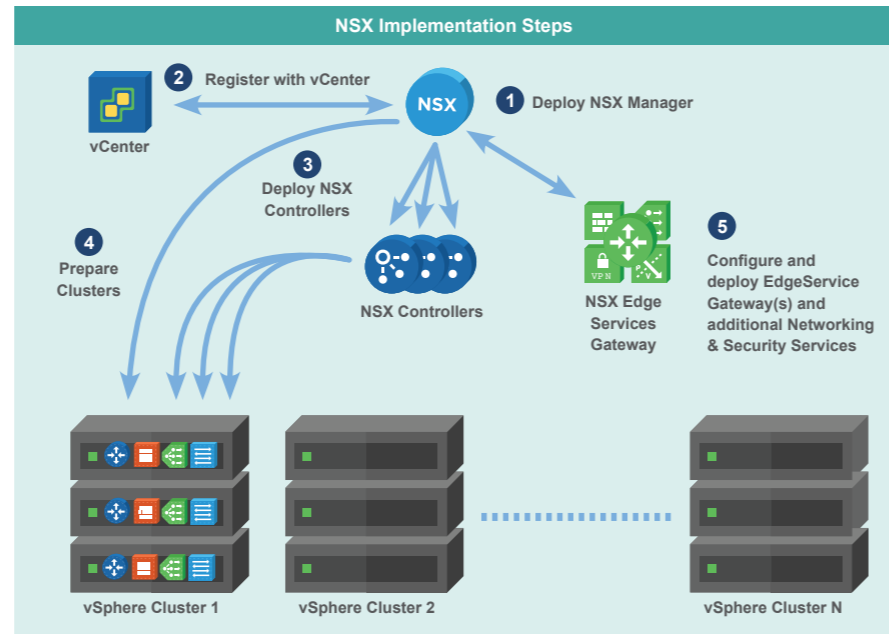 NSX Implementation Steps
2
Register with vCenter
NSX
1
Deploy NSX Manager
vCenter
3
Deploy NSX
Controllers
4
Prepare
Clusters
NSX Controllers
VPN
NSX Edge
Services
Gateway
5
Configure and
deploy EdgeService
Gateway(s) and
additional Networking
& Security Services
vSphere Cluster 1
vSphere Cluster 2
vSphere Cluster N